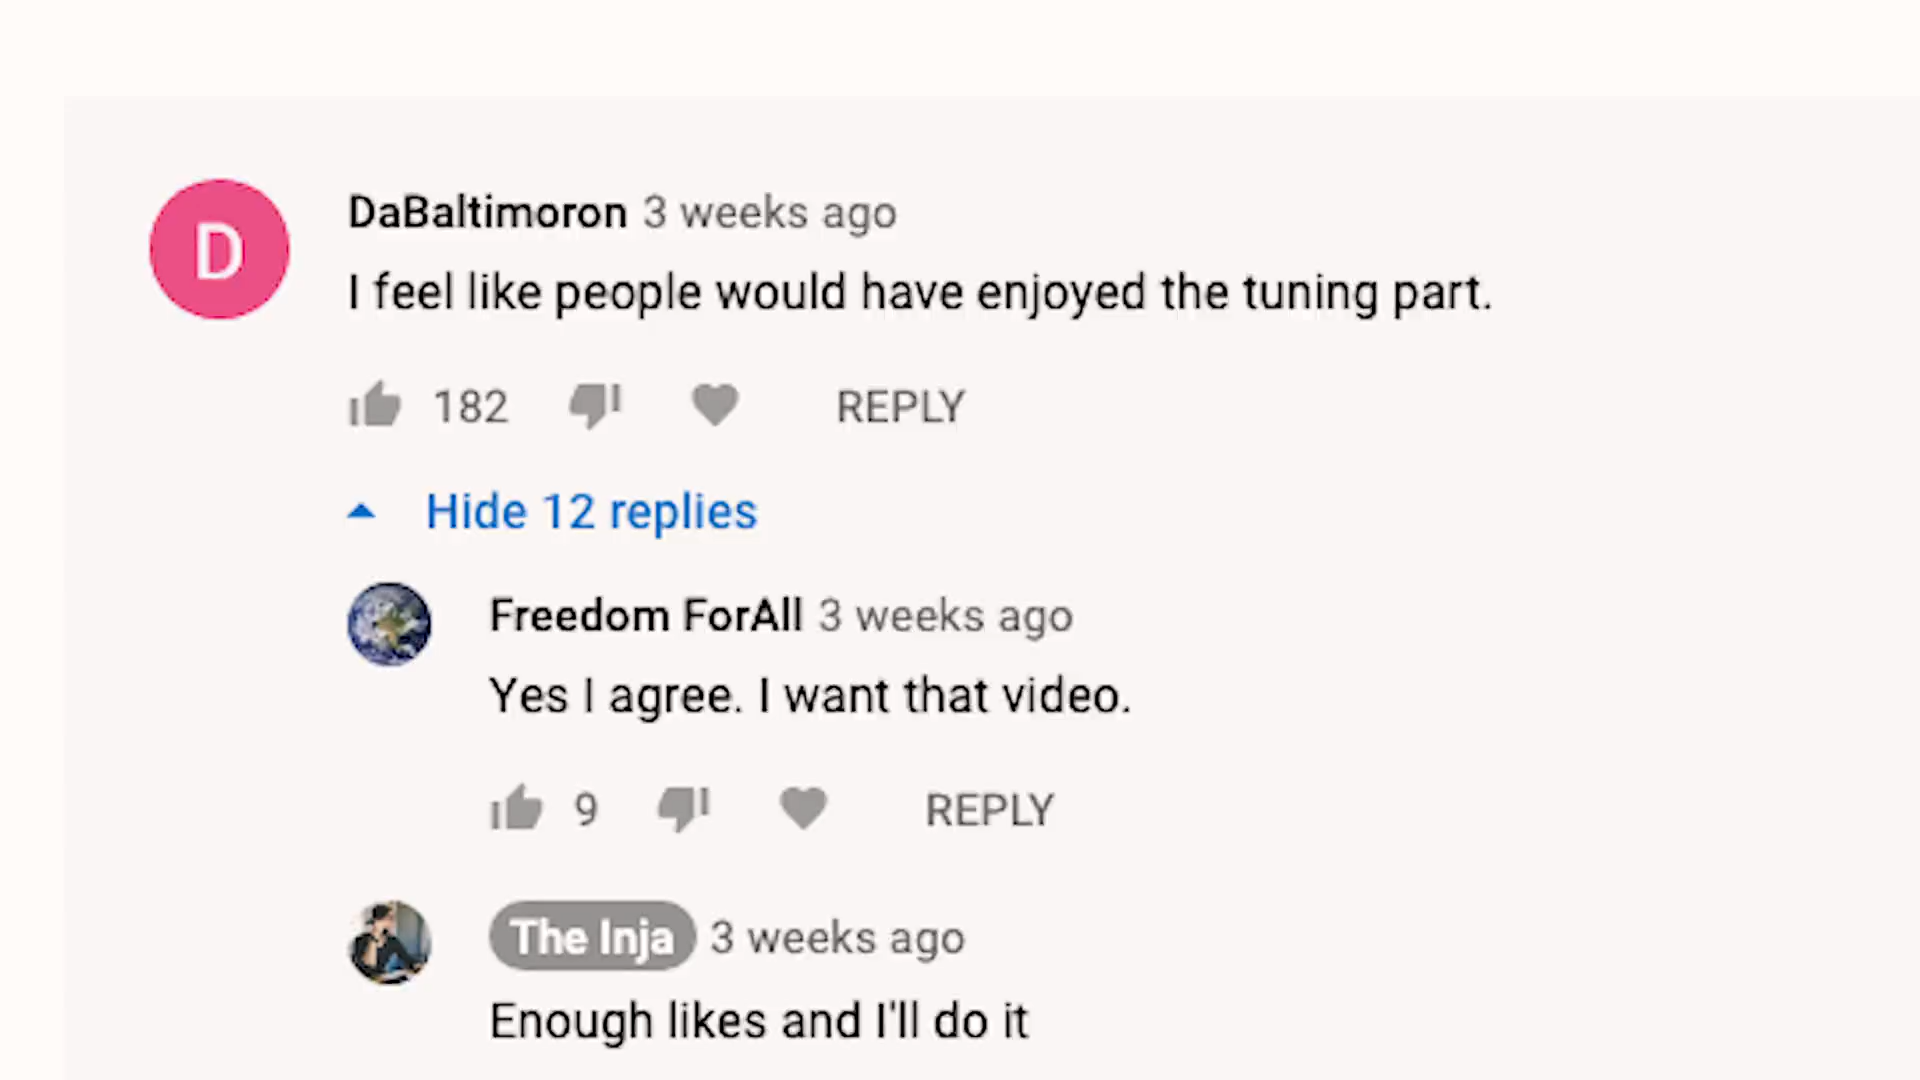 D
DaBaltimoron 3 weeks ago
I feel like people would have enjoyed the tuning part.
182 REPLY
Hide 12 replies
Freedom ForAll 3 weeks ago
Yes I agree. I want that video.
9 REPLY
The Inja 3 weeks ago
Enough likes and I'll do it